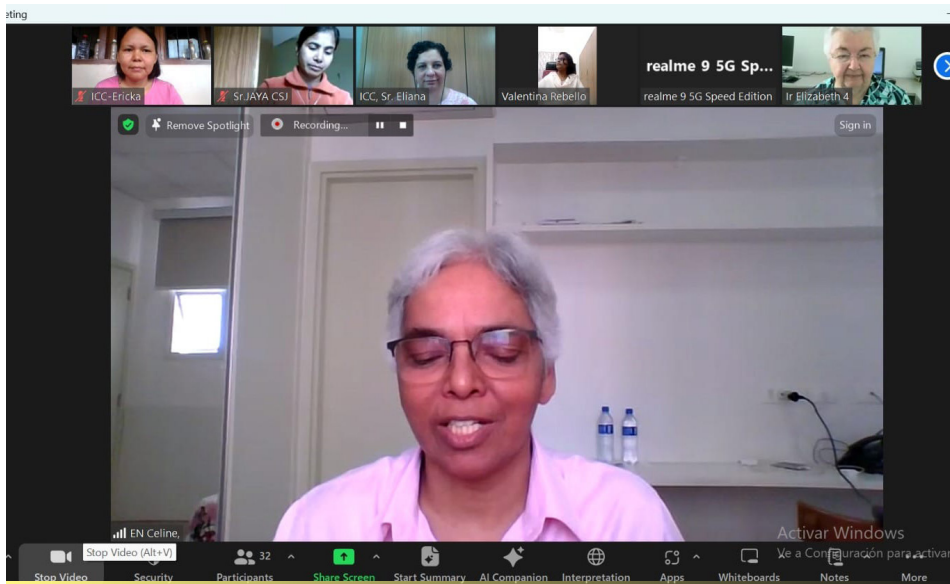 eting
ICC-Ericka
Sr.JAYA CSJ
ICC, Sr. Eliana
Valentina Rebello
realme 9 5G Sp...
realme 9 5G Speed Edition
Ir Elizabeth 4
Remove Spotlight
Recording...
Sign in
EN Celine,
Activar Windows
Ve a Configuración para activar
Stop Video (Alt+V)
32
Stop Video
Security
Participants
Share Screen
Start Summary
AI Companion
Interpretation
Apps
Whiteboards
Notes
More